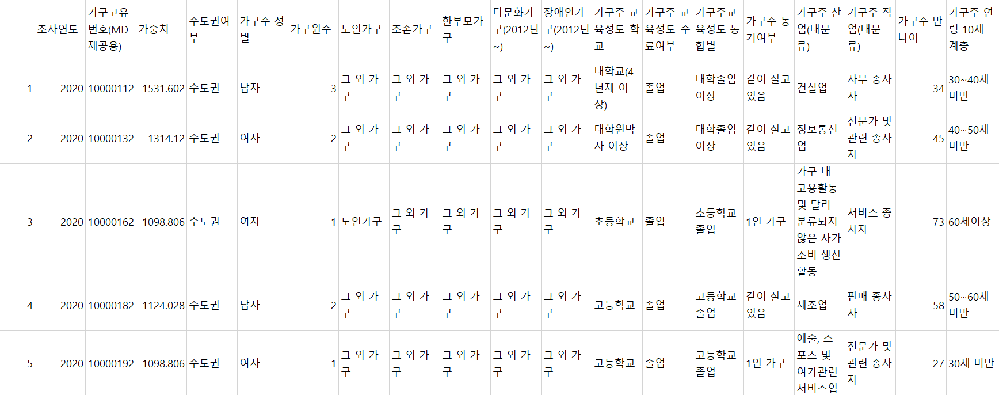 조사연도 가구고유번호(MD제공용) 가중치 수도권여부 가구주 성별 가구원수 노인가구 조손가구 한부모가구 다문화가구(2012년~) 장애인가구(2012년~) 가구주 교육정도_학교 가구주 교육정도_수료여부 가구주교육정도 통합별 가구주 동거여부 가구주 산업(대분류) 가구주 직업(대분류) 가구주 만나이 가구주 연령 10세계층
1 2020 10000112 1531.602 수도권 남자 3 그 외 가구 그 외 가구 그 외 가구 그 외 가구 그 외 가구 대학교(4년제 이상) 졸업 대학졸업이상 같이 살고 있음 건설업 사무 종사자 34 30~40세미만
2 2020 10000132 1314.12 수도권 여자 2 그 외 가구 그 외 가구 그 외 가구 그 외 가구 그 외 가구 대학원박사 이상 졸업 대학졸업이상 같이 살고 있음 정보통신업 전문가 및 관련 종사자 45 40~50세미만
3 2020 10000162 1098.806 수도권 여자 1 노인가구 그 외 가구 그 외 가구 그 외 가구 그 외 가구 초등학교 졸업 초등학교졸업 1인 가구 가구 내 고용활동 및 달리 분류되지 않은 자가소비 생산활동 서비스 종사자 73 60세이상
4 2020 10000182 1124.028 수도권 남자 2 그 외 가구 그 외 가구 그 외 가구 그 외 가구 그 외 가구 고등학교 졸업 고등학교졸업 같이 살고 있음 제조업 판매 종사자 58 50~60세미만
5 2020 10000192 1098.806 수도권 여자 1 그 외 가구 그 외 가구 그 외 가구 그 외 가구 그 외 가구 고등학교 졸업 고등학교졸업 1인 가구 예술, 스포츠 및 여가관련 서비스업 전문가 및 관련 종사자 27 30세 미만